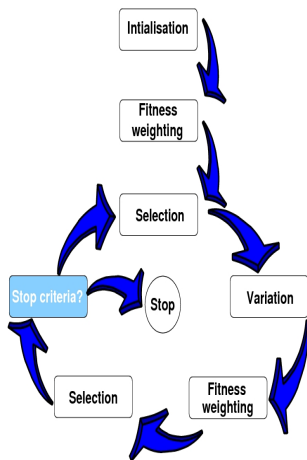 Intialisation
Fitness
weighting
Selection
Stop criteria?
Stop
Variation
Selection
Fitness
weighting